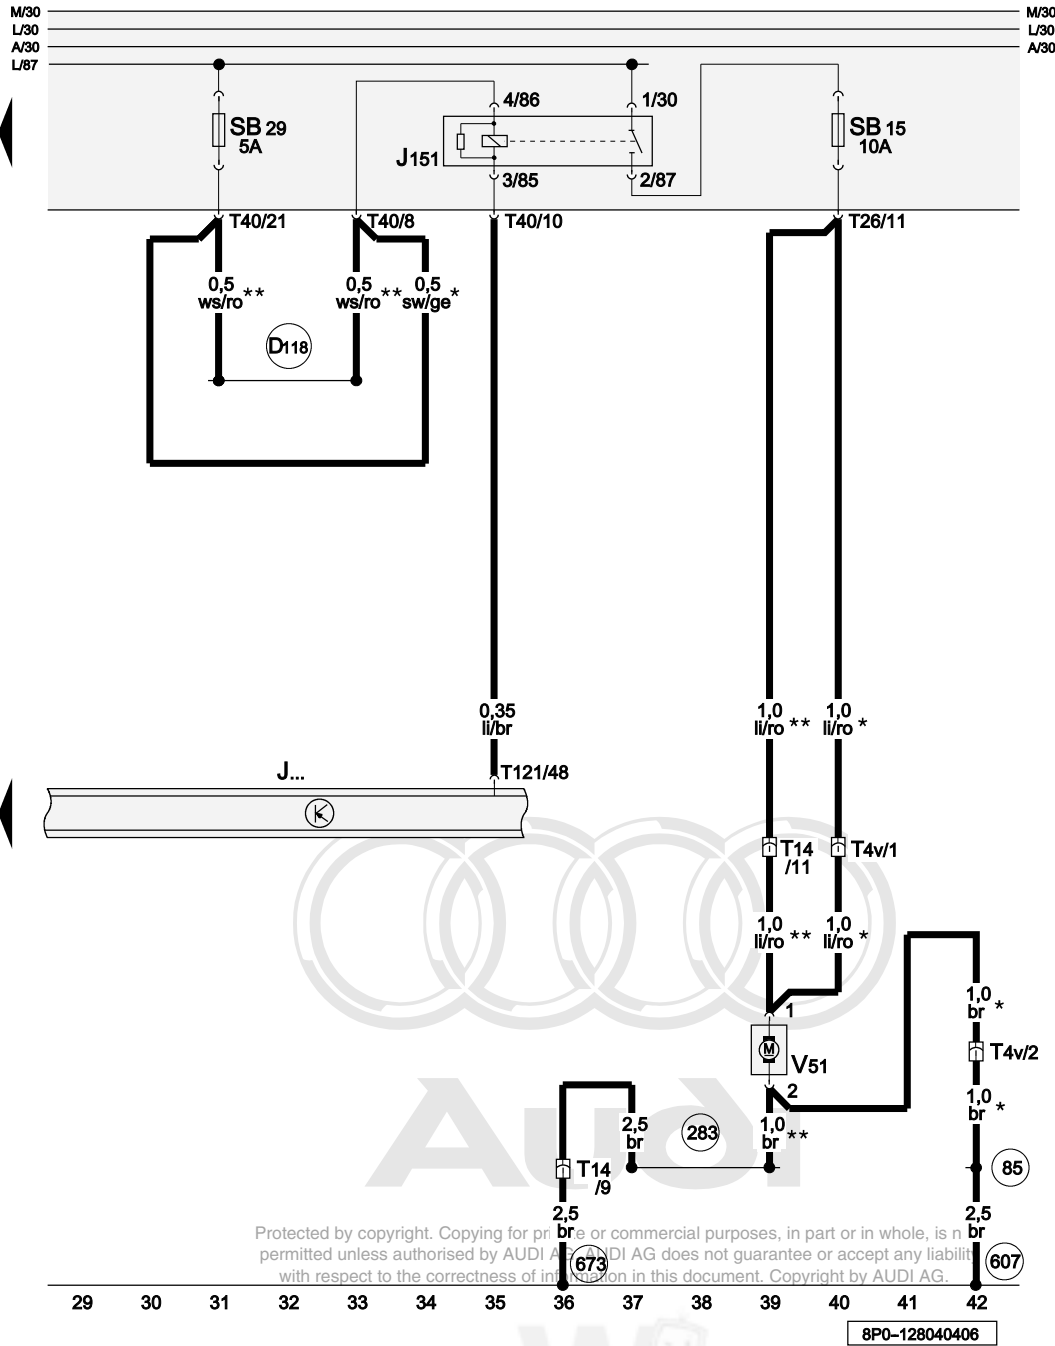 M/30 M/30
L/30 L/30
A/30 A/30
L/87
4/86 1/30
SB 29
5A
SB 15
10A
J151
3/85 2/87
T40/21 T40/8 T40/10 T26/11
0,5 0,5 0,5
ws/ro** ws/ro** sw/ge*
D118
0,35 1,0 1,0
li/br li/ro ** li/ro *
J...
T121/48
T14
/11
T4v/1
1,0 1,0
li/ro ** li/ro *
1,0
br *
1
M
V51
T4v/2
2
2,5
br
283
1,0
br **
1,0
br *
T14
/9
85
2,5
br
2,5
br
Audi
Protected by copyright. Copying for pri te or commercial purposes, in part or in whole, is n
permitted unless authorised by AUDI AG. AUDI AG does not guarantee or accept any liabilit
with respect to the correctness of information in this document. Copyright by AUDI AG.
673
607
29 30 31 32 33 34 35 36 37 38 39 40 41 42
8P0-128040406